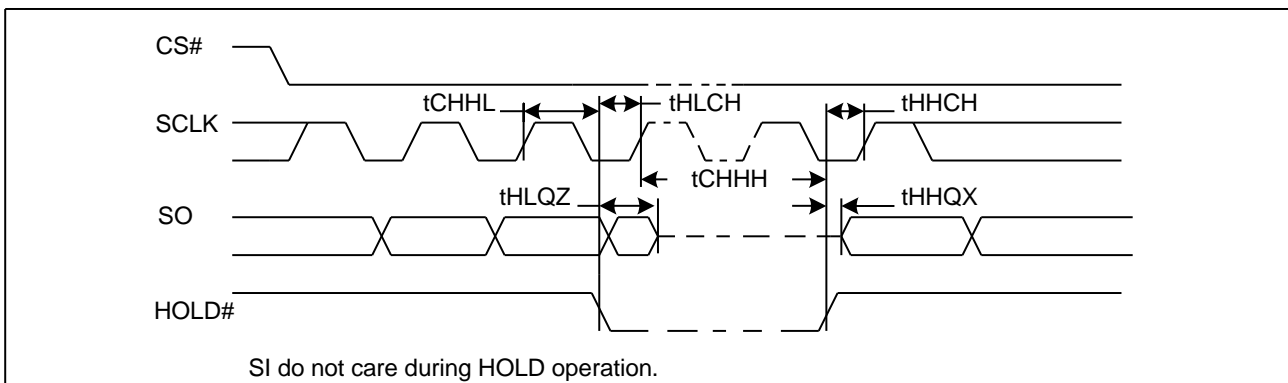 CS#
tCHHL
tHLCH
tHHCH
SCLK
tCHHH
tHLQZ
tHHQX
SO
HOLD#
SI do not care during HOLD operation.